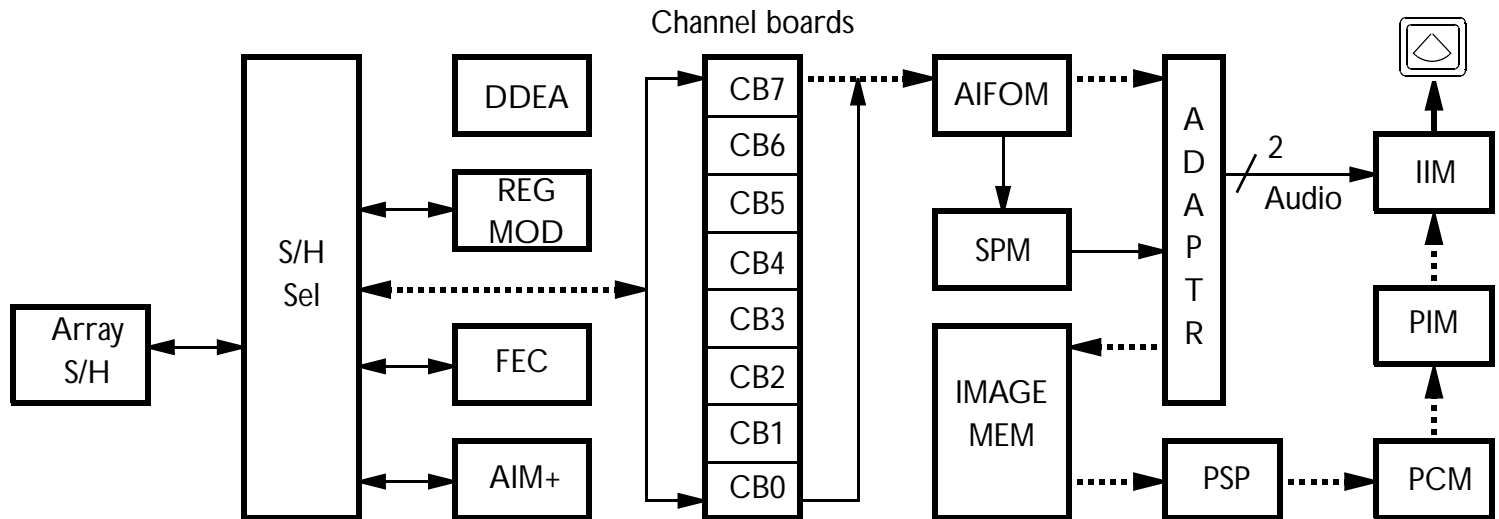 Channel boards
Array
S/H
S/H
Sel
DDEA
REG
MOD
FEC
AIM+
CB7
CB6
CB5
CB4
CB3
CB2
CB1
CB0
AIFOM
SPM
IMAGE
MEM
A
D
A
P
T
R
2
Audio
IIM
PIM
PSP
PCM